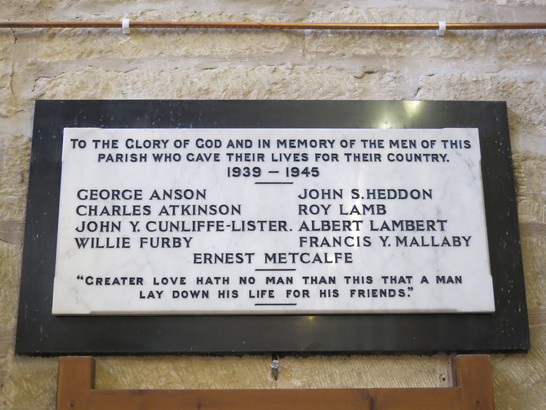 TO THE GLORY OF GOD AND IN MEMORY OF THE MEN OF THIS
PARISH WHO GAVE THEIR LIVES FOR THEIR COUNTRY.
1939 — 1945
GEORGE ANSON
CHARLES ATKINSON
JOHN Y. CUNLIFFE-LISTER.
WILLIE FURBY
JOHN S. HEDDON
ROY LAMB
ALBERT LAMBERT
FRANCIS Y. MALLABY
ERNEST METCALFE
"GREATER LOVE HATH NO MAN THAN THIS THAT A MAN
LAY DOWN HIS LIFE FOR HIS FRIENDS."